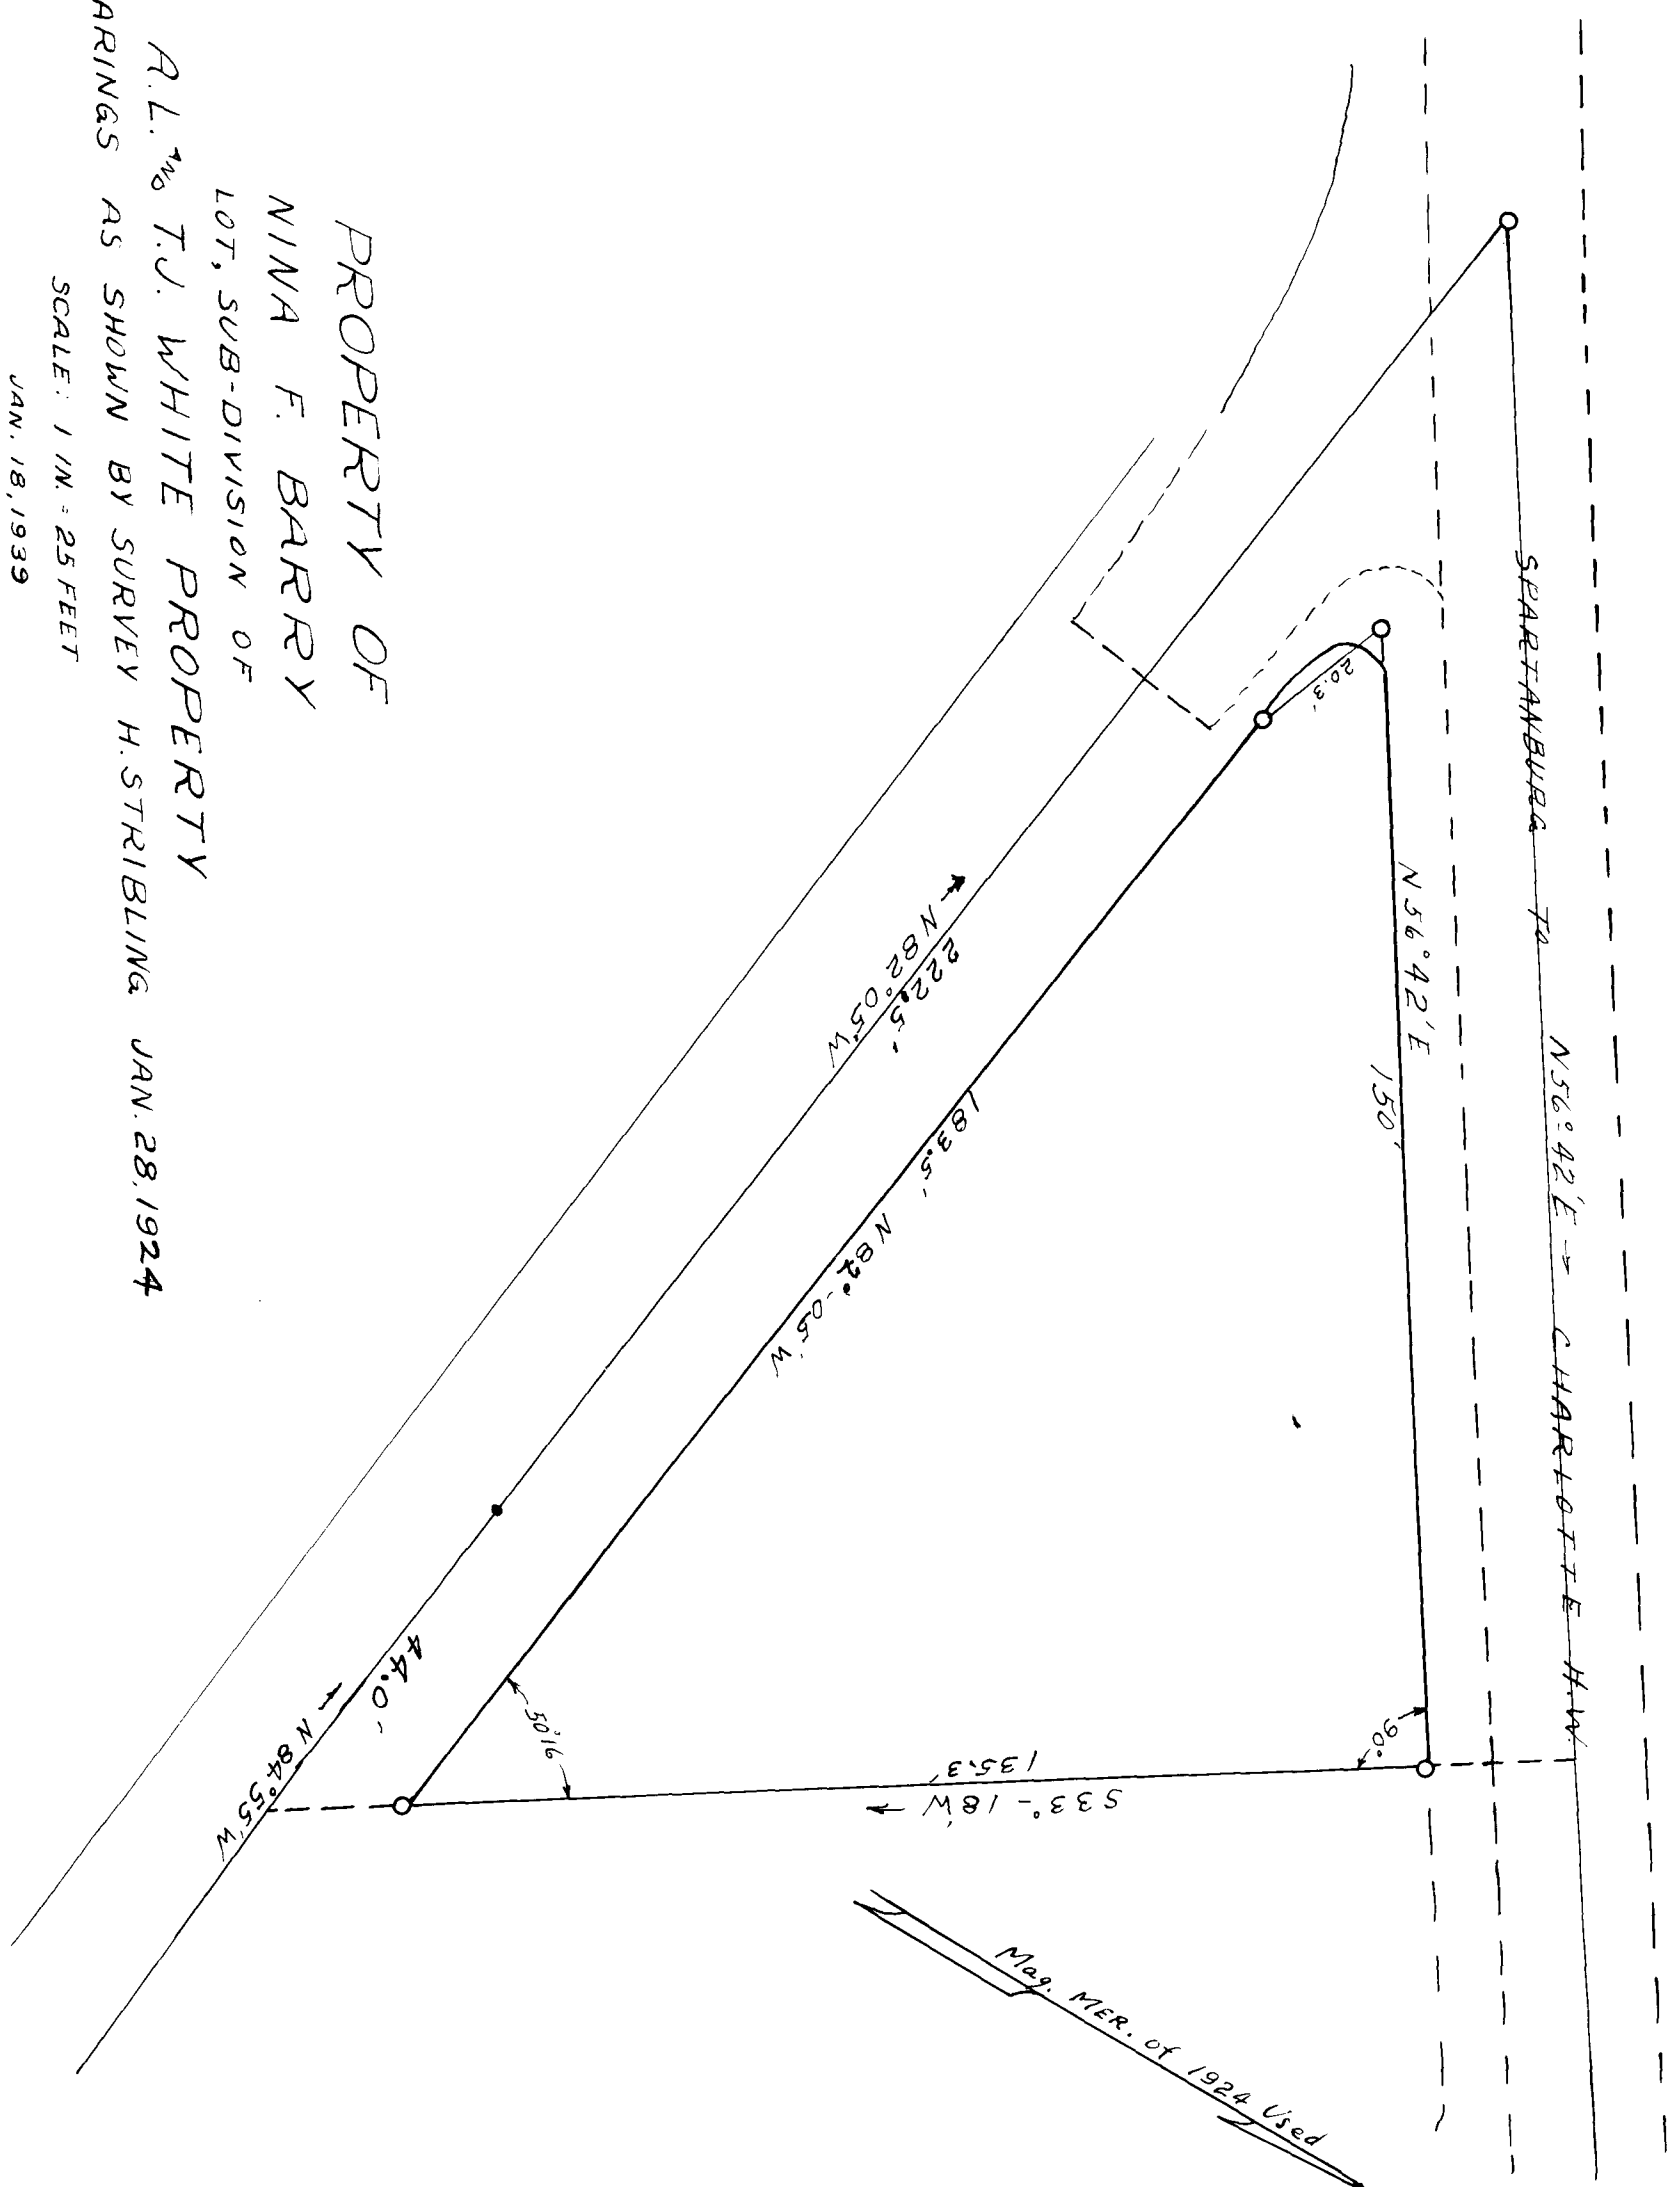 SPARTANBURG TO N56°42'E → CHARLOTTE H.W.
N56°42'E 150'
20.3'
← N82°05'W
222.5'
183.5' N82°-05'W
90°
50°16
135.3'
S33°-18'W →
44.0'
← N84°55'W
Mag. MER. of 1924 Used
PROPERTY OF
NINA F. BARRY
LOT, SUB-DIVISION OF
A.L. AND T.J. WHITE PROPERTY
ARINGS AS SHOWN BY SURVEY H. STRIBLING JAN. 28, 1924
SCALE: 1 IN = 25 FEET
JAN. 18, 1939